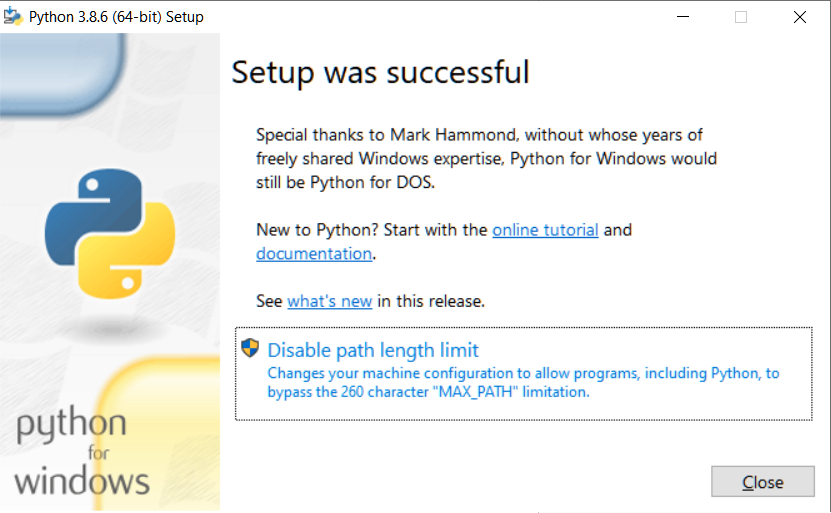 Python 3.8.6 (64-bit) Setup
Setup was successful
Special thanks to Mark Hammond, without whose years of
freely shared Windows expertise, Python for Windows would
still be Python for DOS.
New to Python? Start with the online tutorial and
documentation.
See what's new in this release.
Disable path length limit
Changes your machine configuration to allow programs, including Python, to
bypass the 260 character "MAX_PATH" limitation.
python
for
windows
Close